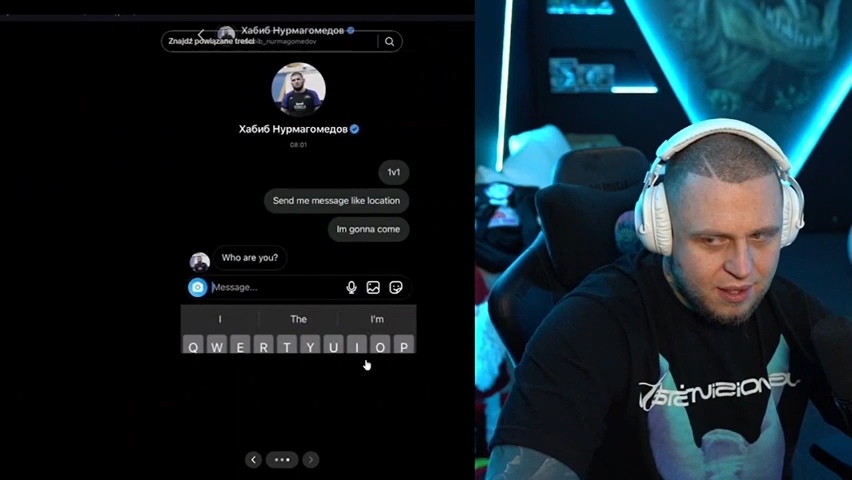 Хабиб Нурмагомедов
Znajdź powiązane treści
Хабиб Нурмагомедов
08:01
1v1
Send me message like location
Im gonna come
Who are you?
Message...
I The I'm
Q W E R T Y U I O P